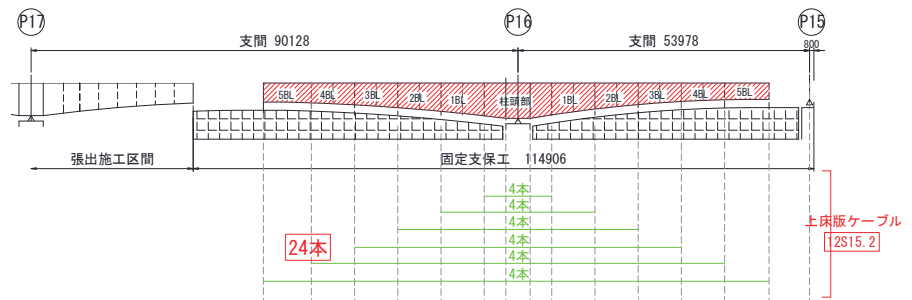 P17
P16
P15
支間 90128
支間 53978
800
5BL
4BL
3BL
2BL
1BL
柱頭部
1BL
2BL
3BL
4BL
5BL
張出施工区間
固定支保工 114906
4本
4本
4本
4本
4本
4本
24本
上床版ケーブル
12S15.2